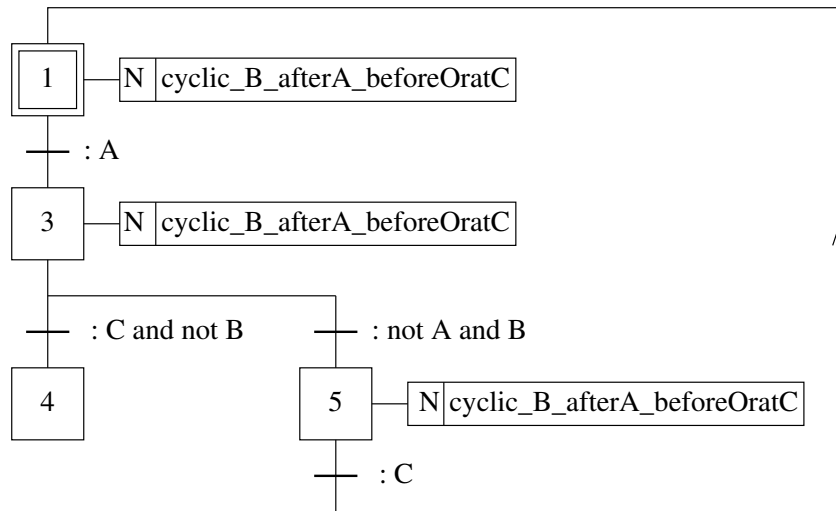 1 N cyclic_B_afterA_beforeOratC
: A
3 N cyclic_B_afterA_beforeOratC
: C and not B : not A and B
4 5 N cyclic_B_afterA_beforeOratC
: C